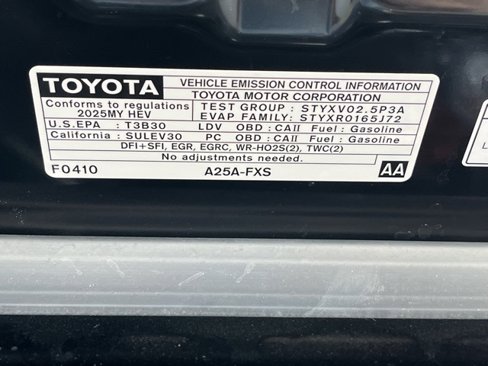 TOYOTA
VEHICLE EMISSION CONTROL INFORMATION
TOYOTA MOTOR CORPORATION
Conforms to regulations
2025MY HEV
TEST GROUP : STYXV02.5P3A
EVAP FAMILY: STYXR0165J72
U.S.EPA : T3B30 LDV OBD : CAII Fuel : Gasoline
California : SULEV30 PC OBD : CAII Fuel : Gasoline
DFI+SFI, EGR, EGRC, WR-HO2S(2), TWC(2)
No adjustments needed.
F0410 A25A-FXS AA